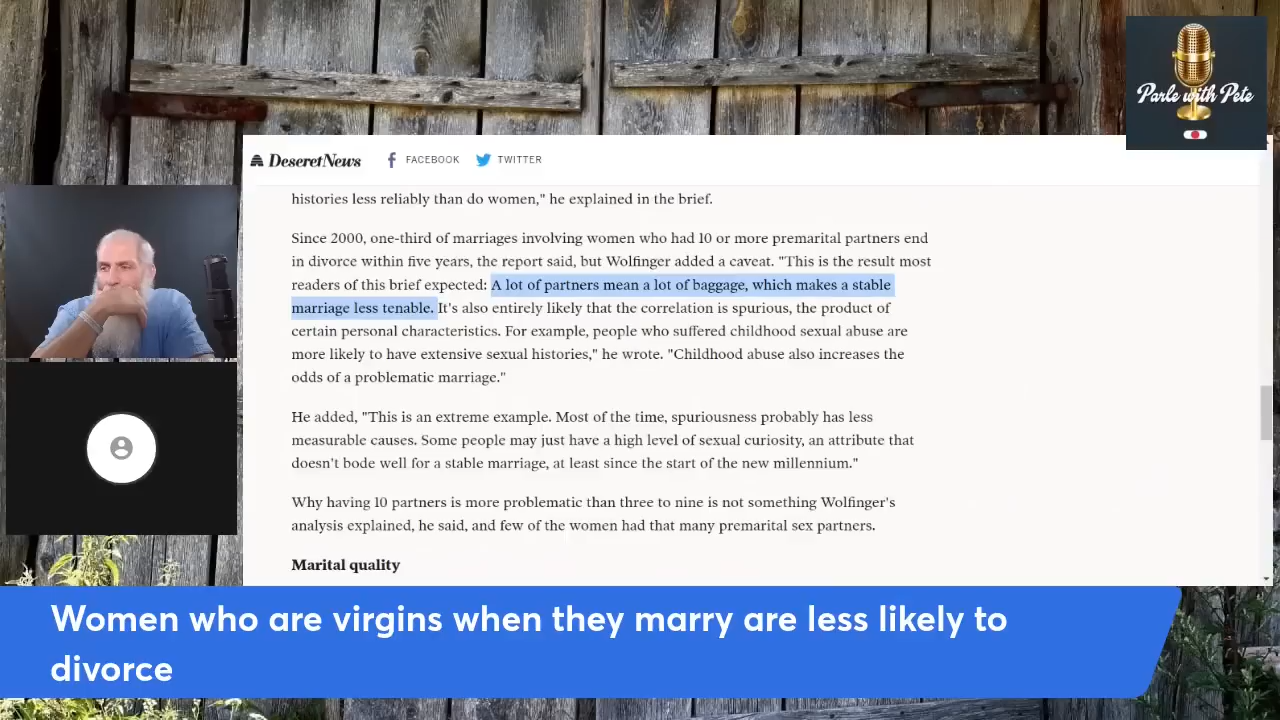 Parle with Pete
DeseretNews
FACEBOOK
TWITTER
histories less reliably than do women," he explained in the brief.
Since 2000, one-third of marriages involving women who had 10 or more premarital partners end
in divorce within five years, the report said, but Wolfinger added a caveat. "This is the result most
readers of this brief expected: A lot of partners mean a lot of baggage, which makes a stable
marriage less tenable. It's also entirely likely that the correlation is spurious, the product of
certain personal characteristics. For example, people who suffered childhood sexual abuse are
more likely to have extensive sexual histories," he wrote. "Childhood abuse also increases the
odds of a problematic marriage."
He added, "This is an extreme example. Most of the time, spuriousness probably has less
measurable causes. Some people may just have a high level of sexual curiosity, an attribute that
doesn't bode well for a stable marriage, at least since the start of the new millennium."
Why having 10 partners is more problematic than three to nine is not something Wolfinger's
analysis explained, he said, and few of the women had that many premarital sex partners.
Marital quality
Women who are virgins when they marry are less likely to
divorce